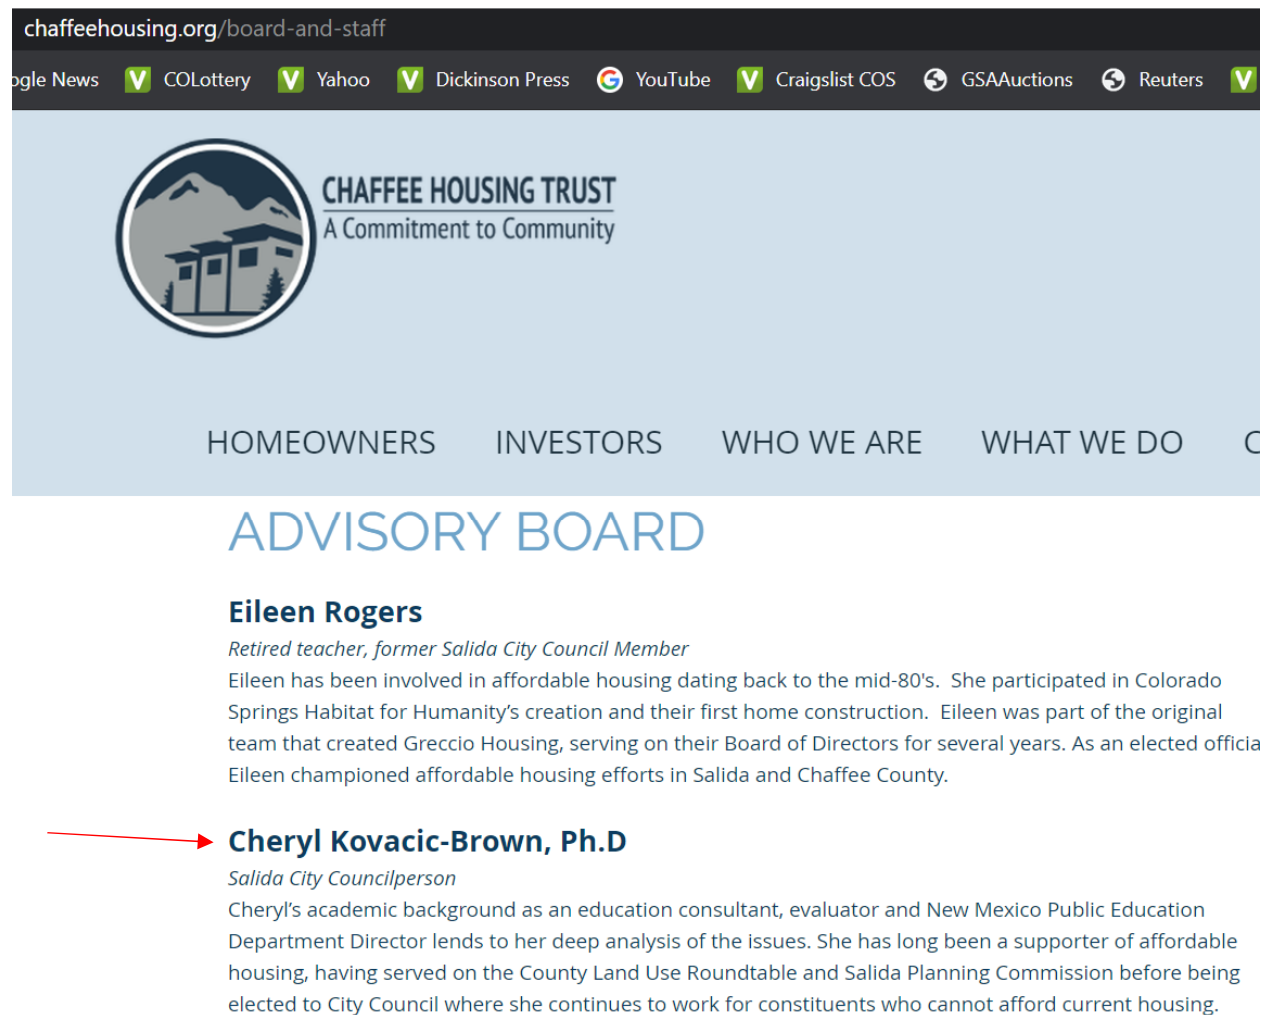 chaffeehousing.org/board-and-staff
ogle News COLottery Yahoo Dickinson Press YouTube Craigslist COS GSAAuctions Reuters
CHAFFEE HOUSING TRUST
A Commitment to Community
HOMEOWNERS INVESTORS WHO WE ARE WHAT WE DO
ADVISORY BOARD
Eileen Rogers
Retired teacher, former Salida City Council Member
Eileen has been involved in affordable housing dating back to the mid-80's. She participated in Colorado
Springs Habitat for Humanity's creation and their first home construction. Eileen was part of the original
team that created Greccio Housing, serving on their Board of Directors for several years. As an elected officia
Eileen championed affordable housing efforts in Salida and Chaffee County.
Cheryl Kovacic-Brown, Ph.D
Salida City Councilperson
Cheryl's academic background as an education consultant, evaluator and New Mexico Public Education
Department Director lends to her deep analysis of the issues. She has long been a supporter of affordable
housing, having served on the County Land Use Roundtable and Salida Planning Commission before being
elected to City Council where she continues to work for constituents who cannot afford current housing.